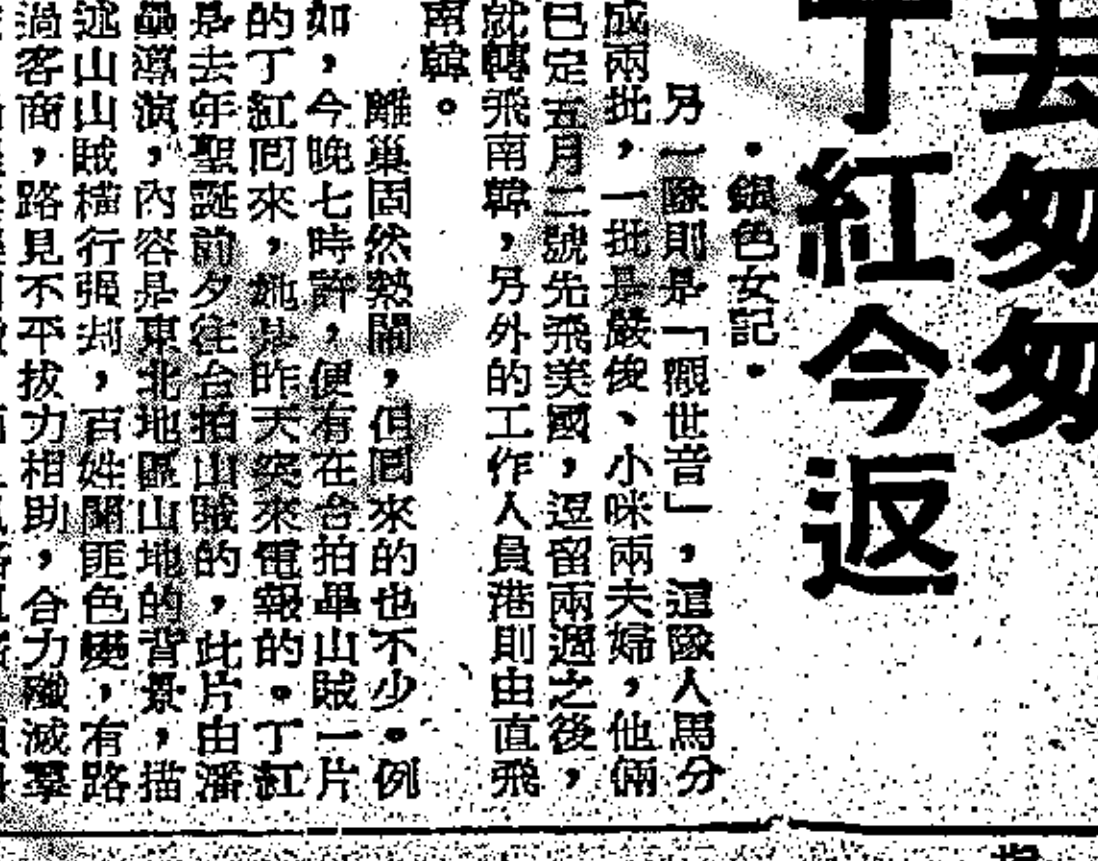 去匆匆
丁紅今返
・銀色女記・
另一隊則是「觀世音」，這隊人馬分
成兩批，一批是嚴俊、小咪兩夫婦，他倆
已定五月二號先飛美國，逗留兩週之後，
就轉飛南韓，另外的工作人員港則由直飛
南韓。
離巢固然熱鬧，但回來的也不少。例
如，今晚七時許，便有在台拍畢山賊一片
的丁紅回來，她是昨天突來電報的。丁紅
是去年聖誕前夕往台拍山賊的，此片由潘
壘導演，內容是東北地區山地的背景，描
述山山賊橫行强刦，百姓關匪色變，有路
過客商，路見不平拔力相助，合力殲滅羣